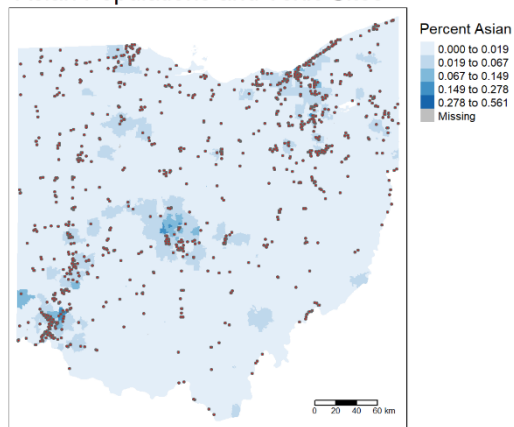 Percent Asian
0.000 to 0.019
0.019 to 0.067
0.067 to 0.149
0.149 to 0.278
0.278 to 0.561
Missing
0 20 40 60 km